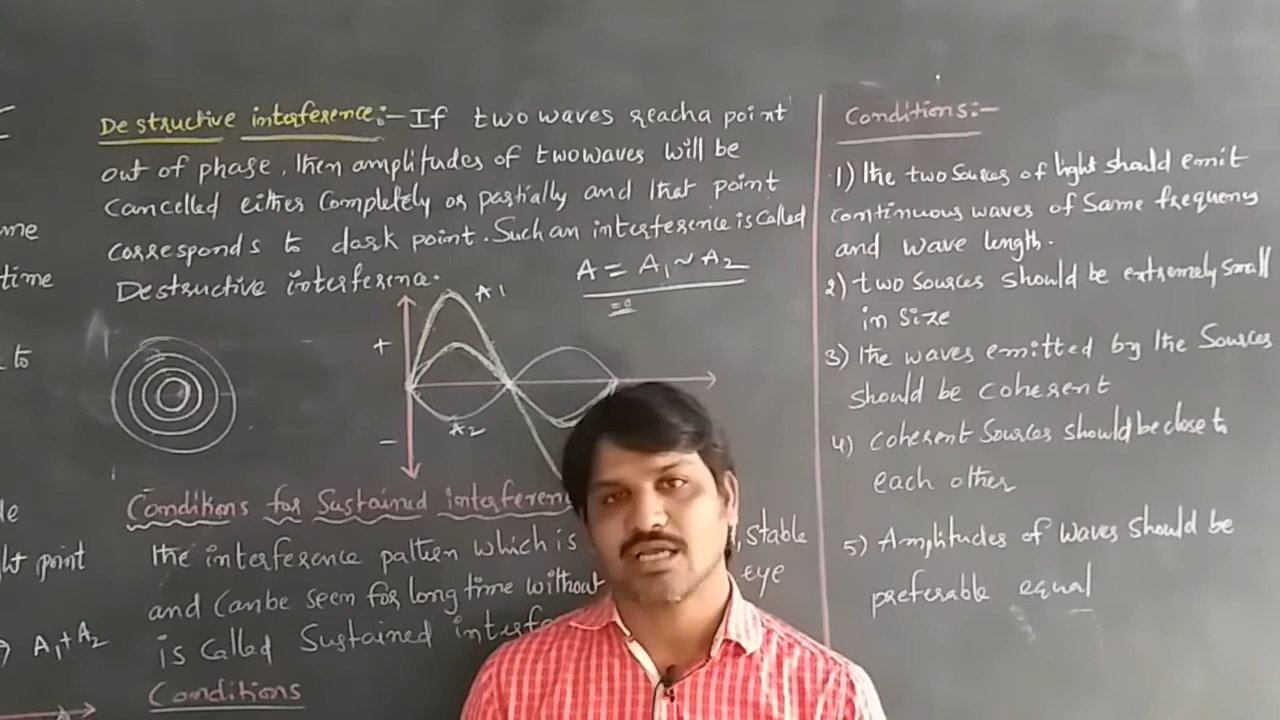 me
time
to
le
ht point
A1+A2
Destructive interference:- If two waves reacha point
out of phase, then amplitudes of two waves will be
cancelled either completely or partially and that point
corresponds to dark point. Such an interference is called
Destructive interference.
A = A1 ~ A2
=0
A1
+
A2
-
Conditions for Sustained interferenc
The interference pattern which is , stable
and canbe seen for long time without eye
is called Sustained interfe
Conditions
Conditions:-
1) The two sources of light should emit
continuous waves of same frequency
and wave length.
2) two sources should be extremely small
in size
3) The waves emitted by the Sources
should be coherent
4) coherent sources should be close to
each other
5) Amplitudes of waves should be
preferable equal